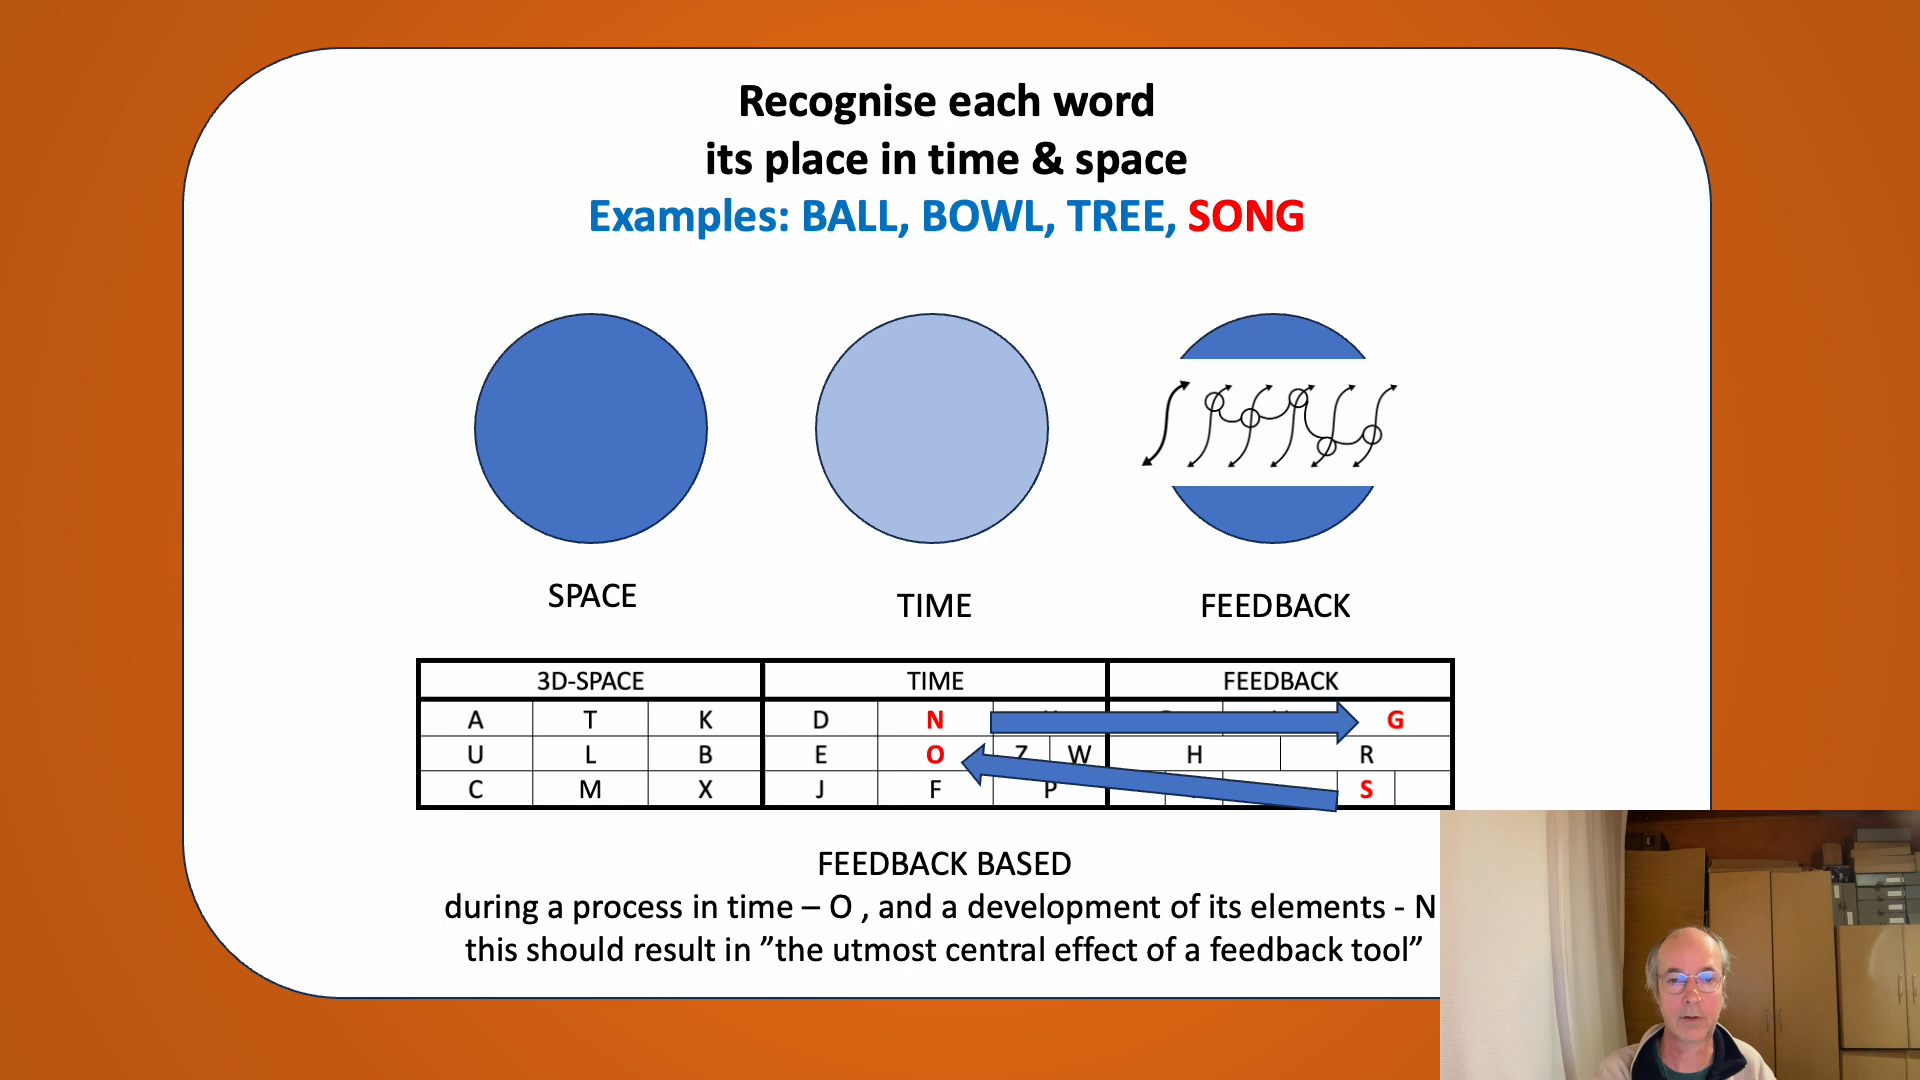 Recognise each word
its place in time & space
Examples: BALL, BOWL, TREE, SONG
SPACE
TIME
FEEDBACK
3D-SPACE TIME FEEDBACK
A T K D N G
U L B E O Z W H R
C M X J F P S
FEEDBACK BASED
during a process in time – O , and a development of its elements - N
this should result in ”the utmost central effect of a feedback tool”